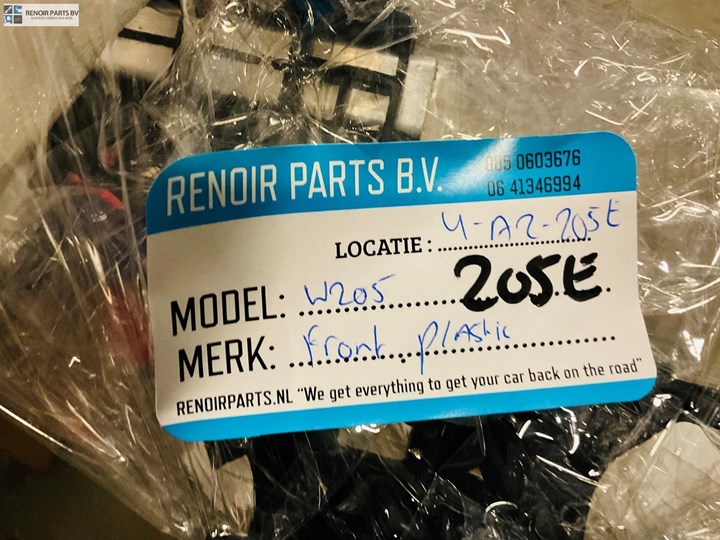 RENOIR PARTS BV
RENOIR PARTS B.V.
085 0603676
06 41346994
LOCATIE: 4-A2-205E
MODEL: W205 205E
MERK: front plastic
RENOIRPARTS.NL "We get everything to get your car back on the road"